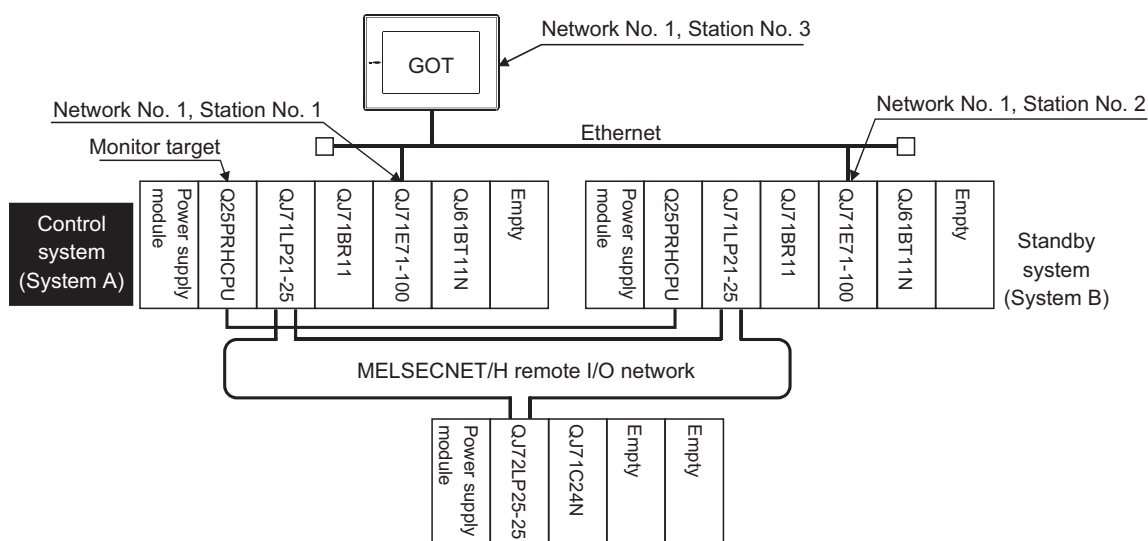 Network No. 1, Station No. 3
GOT
Network No. 1, Station No. 1
Network No. 1, Station No. 2
Ethernet
Monitor target
Control
system
(System A)
Power supply
module
Q25PRHCPU
QJ71LP21-25
QJ71BR11
QJ71E71-100
QJ61BT11N
Empty
Power supply
module
Q25PRHCPU
QJ71LP21-25
QJ71BR11
QJ71E71-100
QJ61BT11N
Empty
Standby
system
(System B)
MELSECNET/H remote I/O network
Power supply
module
QJ72LP25-25
QJ71C24N
Empty
Empty